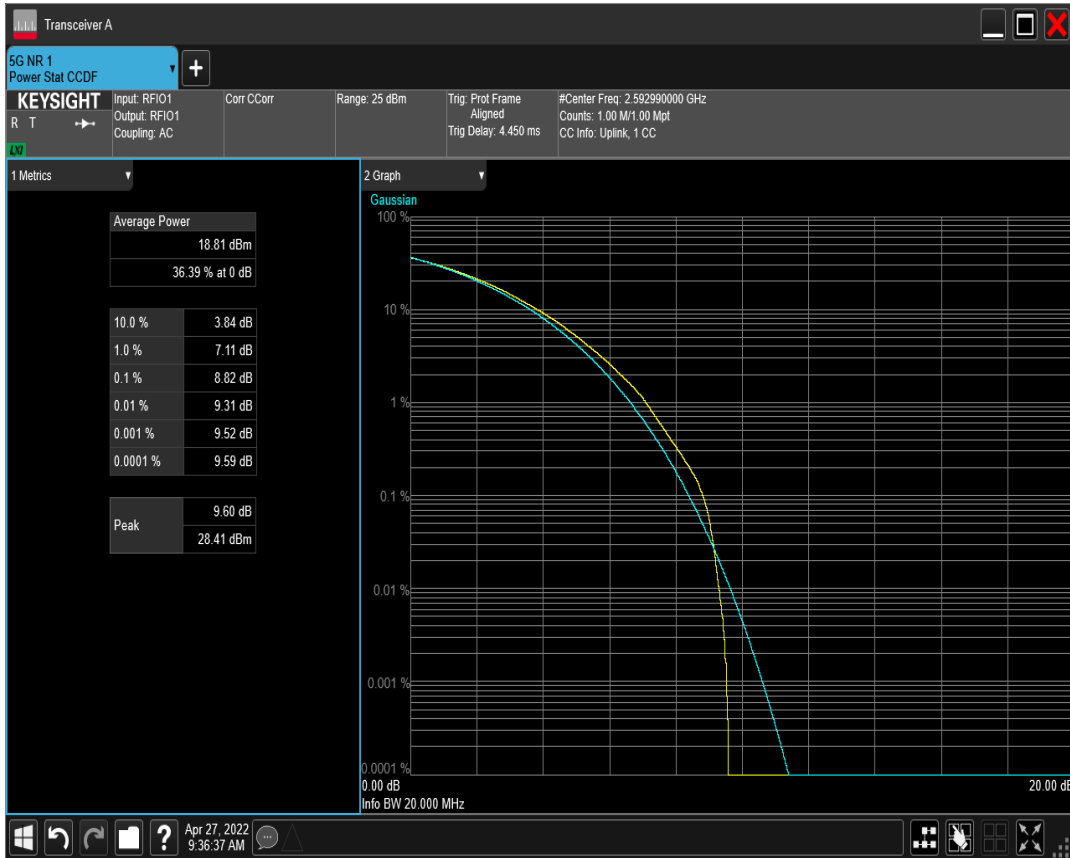 Transceiver A
5G NR 1
Power Stat CCDF
KEYSIGHT
R T
LXI
Input: RFIO1
Output: RFIO1
Coupling: AC
Corr CCorr
Range: 25 dBm
Trig: Prot Frame
Aligned
Trig Delay: 4.450 ms
#Center Freq: 2.592990000 GHz
Counts: 1.00 M/1.00 Mpt
CC Info: Uplink, 1 CC
1 Metrics
Average Power
18.81 dBm
36.39 % at 0 dB
10.0 % 3.84 dB
1.0 % 7.11 dB
0.1 % 8.82 dB
0.01 % 9.31 dB
0.001 % 9.52 dB
0.0001 % 9.59 dB
Peak
9.60 dB
28.41 dBm
2 Graph
Gaussian
100 %
10 %
1 %
0.1 %
0.01 %
0.001 %
0.0001 %
0.00 dB 20.00 dB
Info BW 20.000 MHz
?
Apr 27, 2022
9:36:37 AM